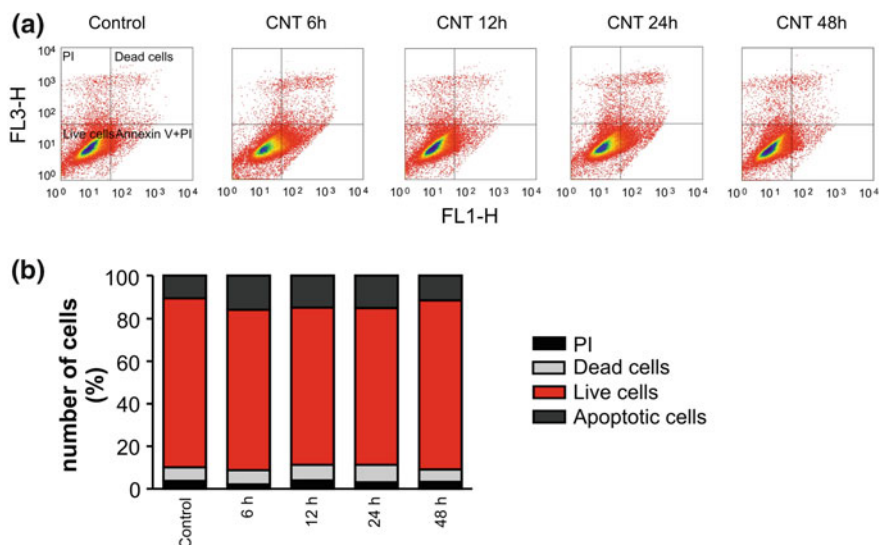 (a)
Control CNT 6h CNT 12h CNT 24h CNT 48h
FL3-H
10⁴
10³
10²
10¹
10⁰
PI Dead cells
Live cells Annexin V+PI
10⁰ 10¹ 10² 10³ 10⁴ 10⁰ 10¹ 10² 10³ 10⁴ 10⁰ 10¹ 10² 10³ 10⁴ 10⁰ 10¹ 10² 10³ 10⁴ 10⁰ 10¹ 10² 10³ 10⁴
FL1-H
(b)
number of cells
(%)
100
80
60
40
20
0
Control 6 h 12 h 24 h 48 h
PI
Dead cells
Live cells
Apoptotic cells